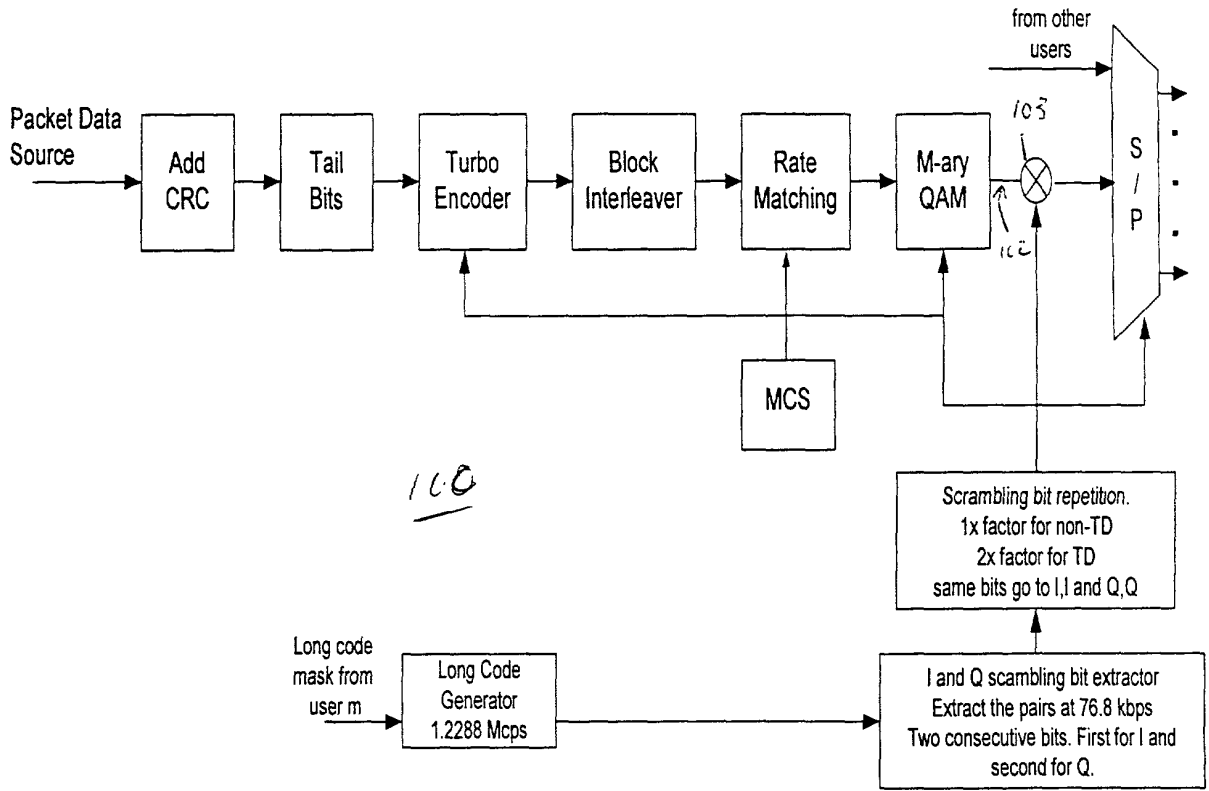 from other
users
Packet Data
Source
Add
CRC
Tail
Bits
Turbo
Encoder
Block
Interleaver
Rate
Matching
M-ary
QAM
103
102
S
/
P
MCS
100
Scrambling bit repetition.
1x factor for non-TD
2x factor for TD
same bits go to I,I and Q,Q
Long code
mask from
user m
Long Code
Generator
1.2288 Mcps
I and Q scambling bit extractor
Extract the pairs at 76.8 kbps
Two consecutive bits. First for I and
second for Q.